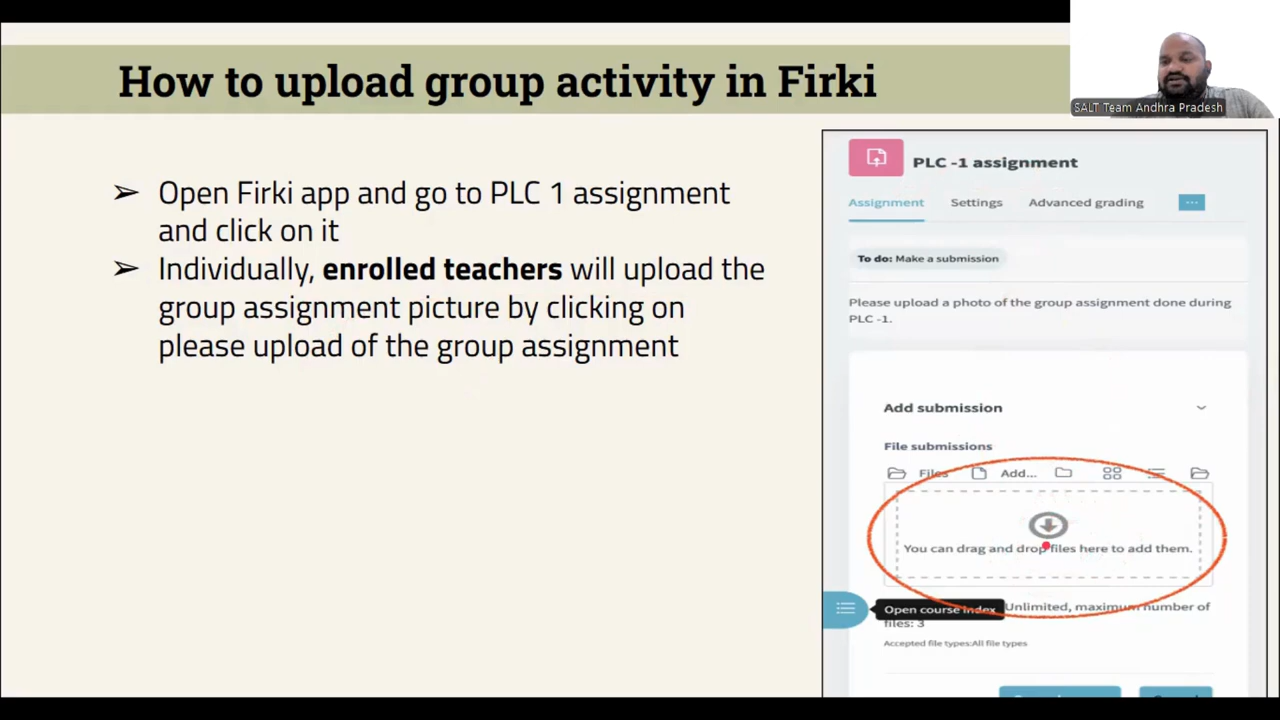 How to upload group activity in Firki
SALT Team Andhra Pradesh
➢ Open Firki app and go to PLC 1 assignment
and click on it
➢ Individually, enrolled teachers will upload the
group assignment picture by clicking on
please upload of the group assignment
PLC -1 assignment
Assignment Settings Advanced grading ...
To do: Make a submission
Please upload a photo of the group assignment done during
PLC -1.
Add submission
File submissions
Files Add...
You can drag and drop files here to add them.
Open course index Unlimited, maximum number of
files: 3
Accepted file types:All file types